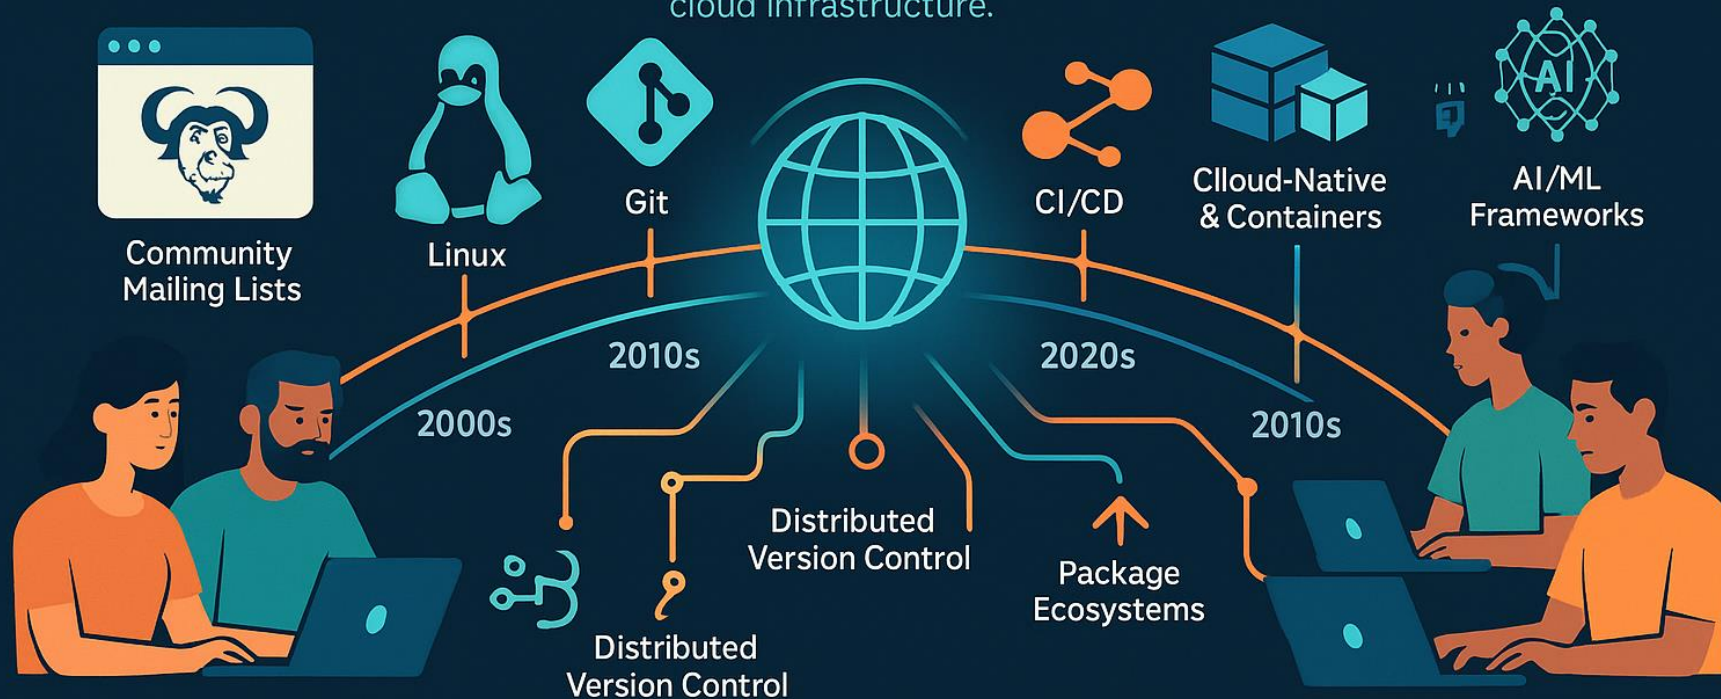 cloud infrastructure.
Community
Mailing Lists
Linux
Git
CI/CD
Clloud-Native
& Containers
AI
AI/ML
Frameworks
2000s
2010s
2020s
2010s
Distributed
Version Control
Distributed
Version Control
Package
Ecosystems